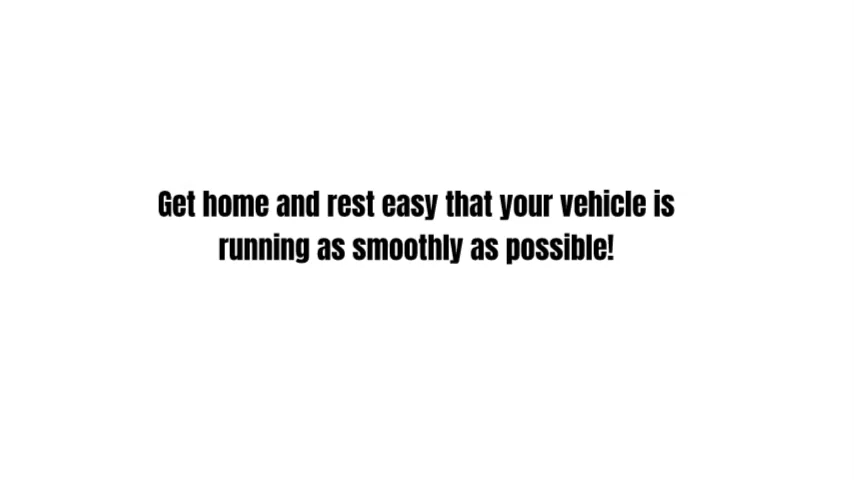 Get home and rest easy that your vehicle is
running as smoothly as possible!